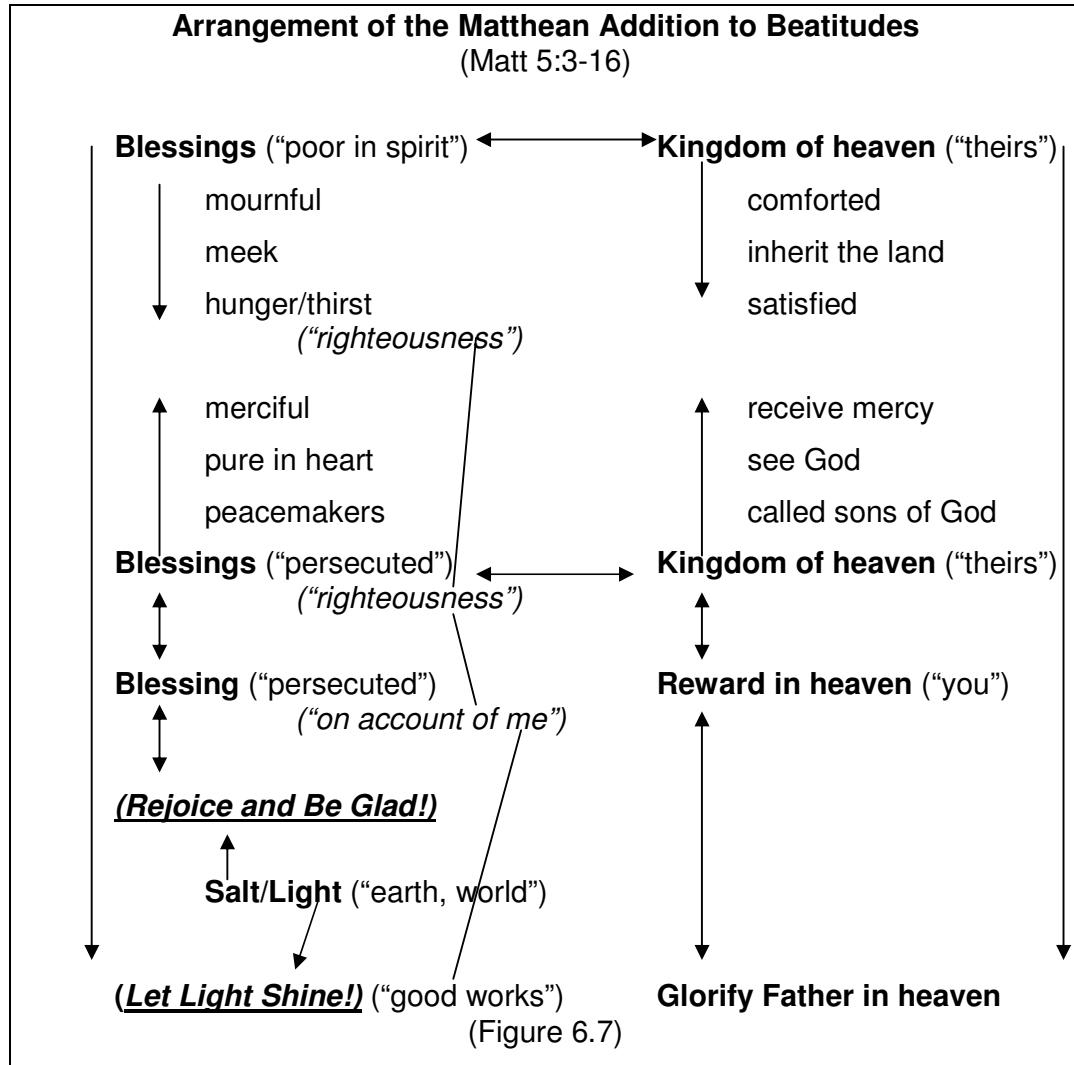 Arrangement of the Matthean Addition to Beatitudes
(Matt 5:3-16)
Blessings (“poor in spirit”) Kingdom of heaven (“theirs”)
mournful comforted
meek inherit the land
hunger/thirst satisfied
(“righteousness”)
merciful receive mercy
pure in heart see God
peacemakers called sons of God
Blessings (“persecuted”) Kingdom of heaven (“theirs”)
(“righteousness”)
Blessing (“persecuted”) Reward in heaven (“you”)
(“on account of me”)
(Rejoice and Be Glad!)
Salt/Light (“earth, world”)
(Let Light Shine!) (“good works”) Glorify Father in heaven
(Figure 6.7)